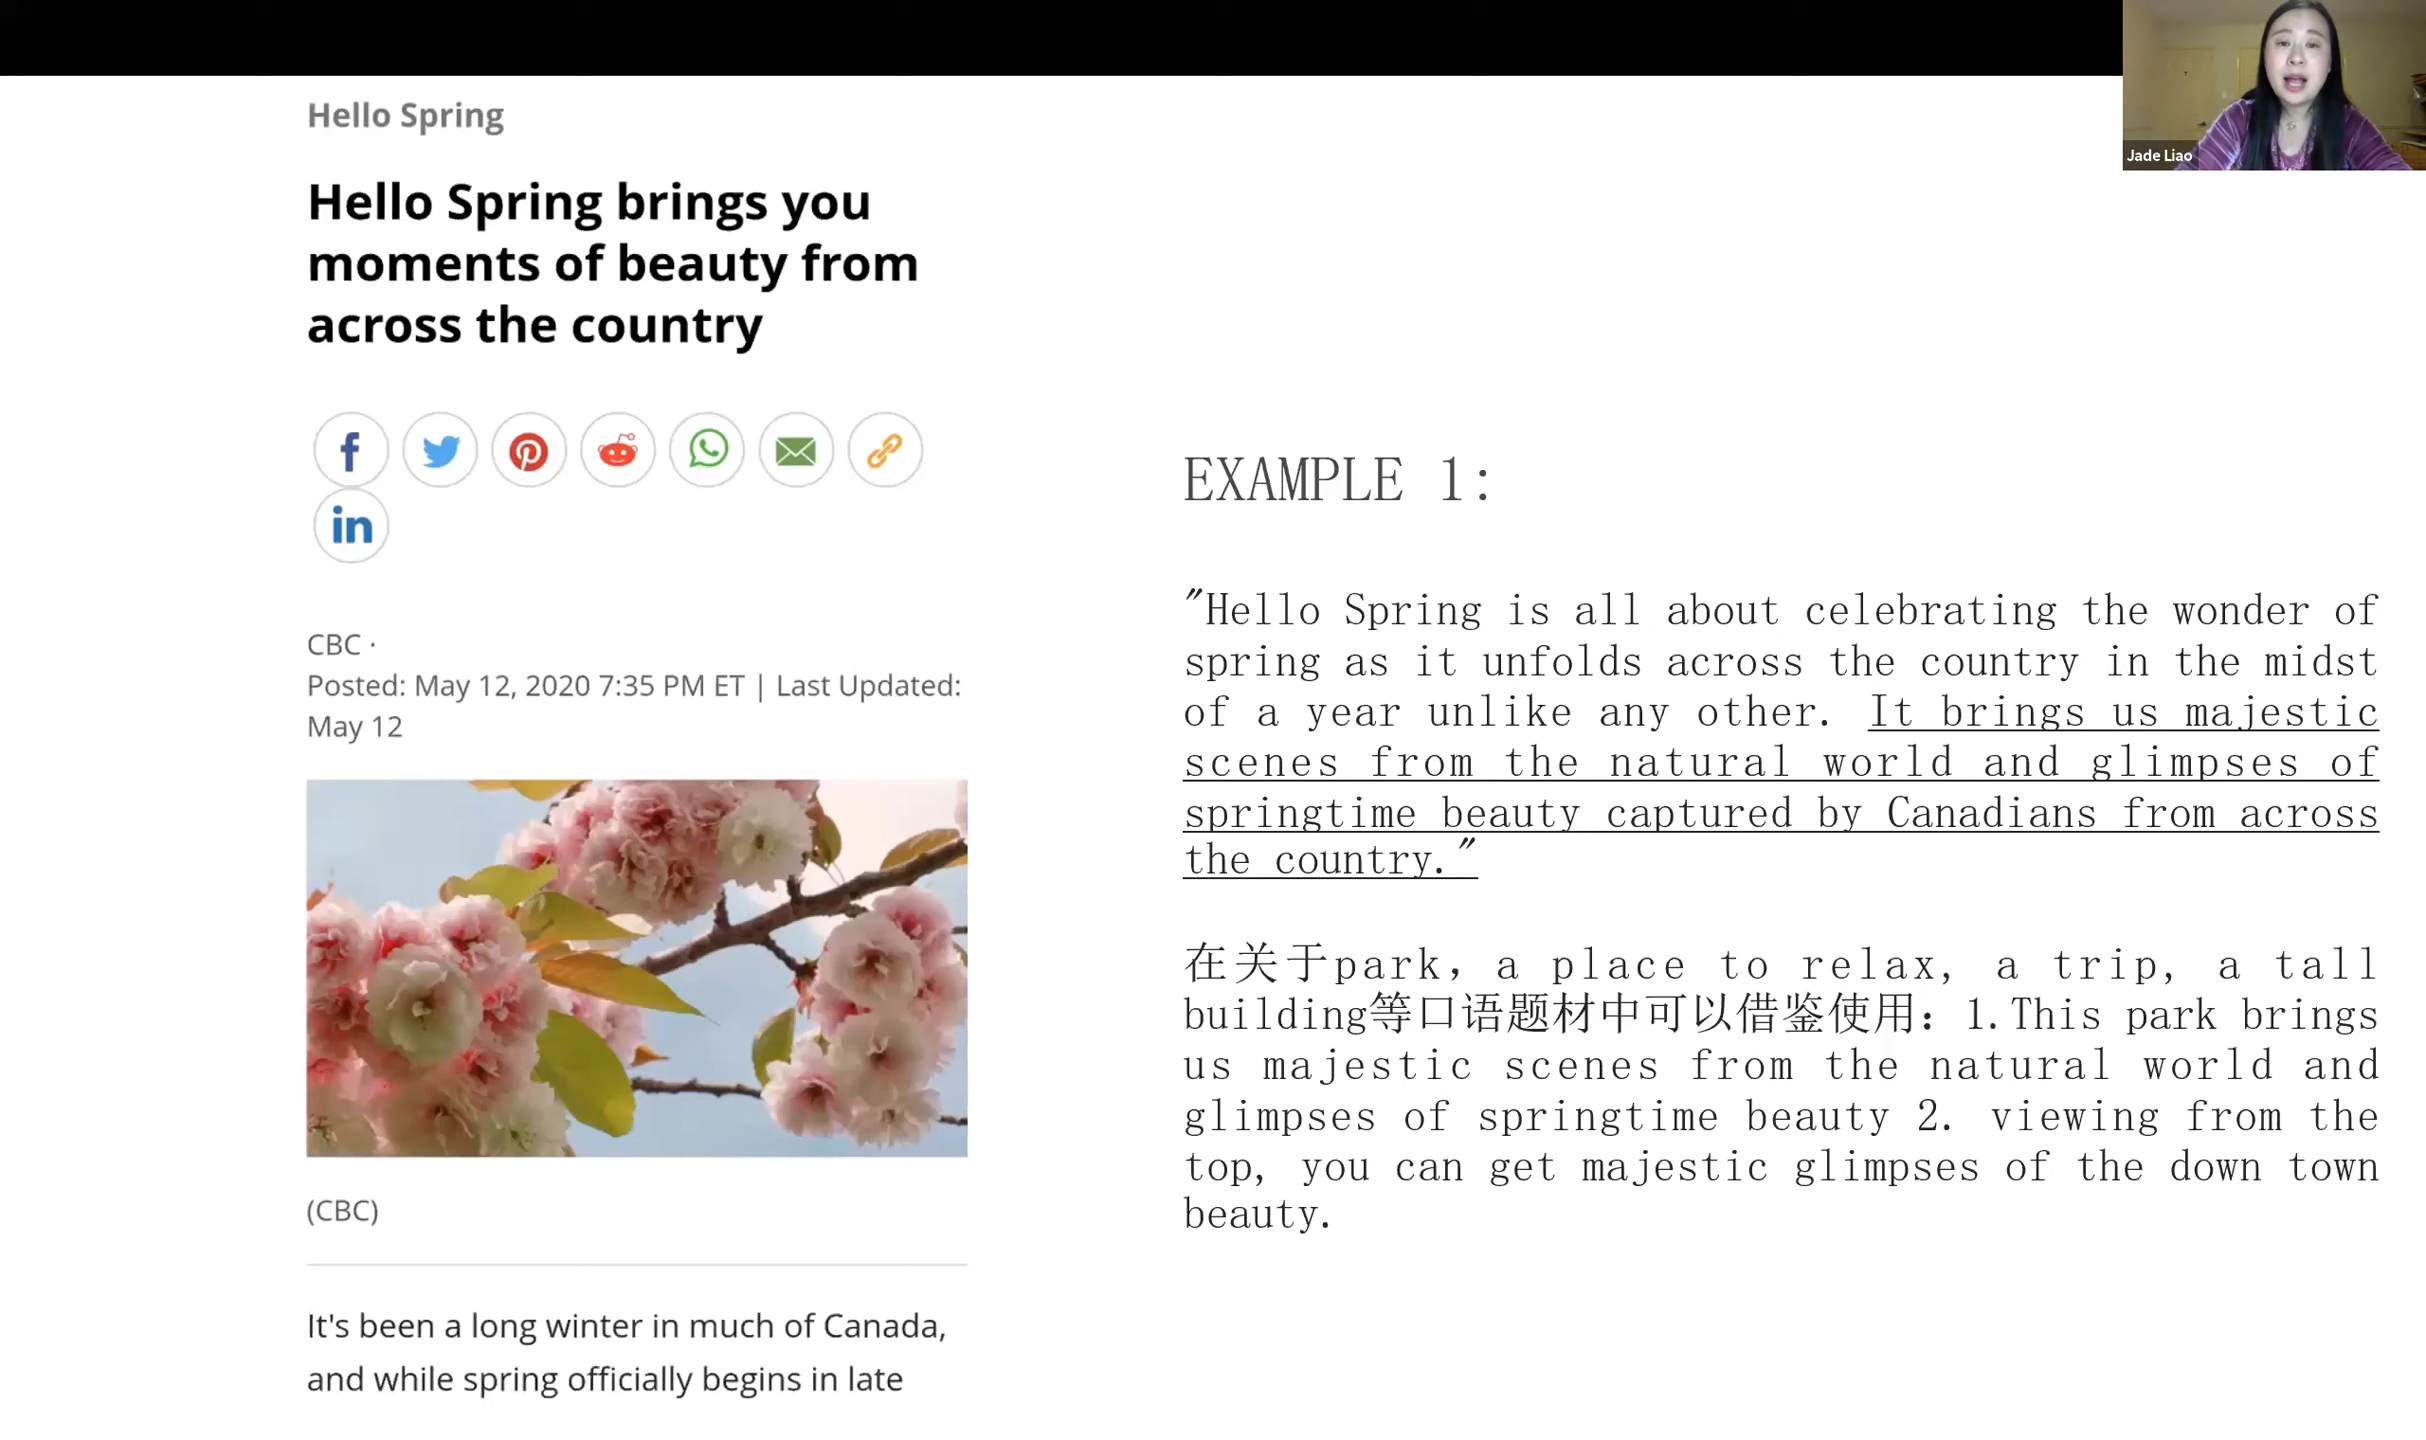 Hello Spring
Hello Spring brings you
moments of beauty from
across the country
CBC ·
Posted: May 12, 2020 7:35 PM ET | Last Updated:
May 12
(CBC)
It's been a long winter in much of Canada,
and while spring officially begins in late
Jade Liao
EXAMPLE 1:
"Hello Spring is all about celebrating the wonder of
spring as it unfolds across the country in the midst
of a year unlike any other. It brings us majestic
scenes from the natural world and glimpses of
springtime beauty captured by Canadians from across
the country."
在关于park，a place to relax, a trip, a tall
building等口语题材中可以借鉴使用：1.This park brings
us majestic scenes from the natural world and
glimpses of springtime beauty 2. viewing from the
top, you can get majestic glimpses of the down town
beauty.